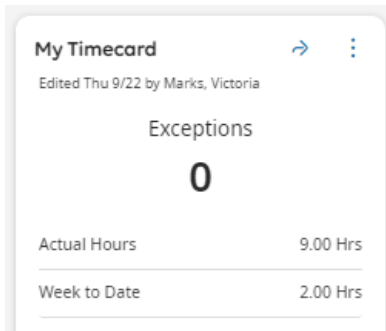 My Timecard
Edited Thu 9/22 by Marks, Victoria
Exceptions
0
Actual Hours 9.00 Hrs
Week to Date 2.00 Hrs